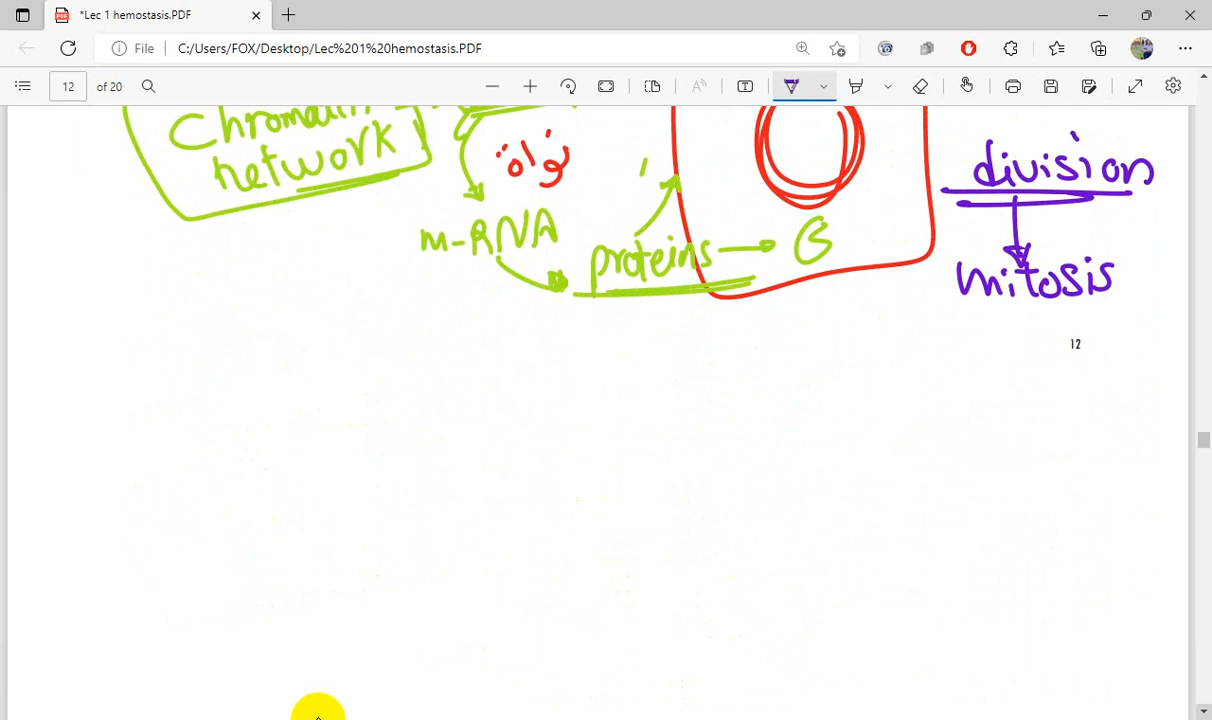 *Lec 1 hemostasis.PDF
File
C:/Users/FOX/Desktop/Lec%201%20hemostasis.PDF
12 of 20
Chromatin
network
نواة
m-RNA
proteins
division
mitosis
12